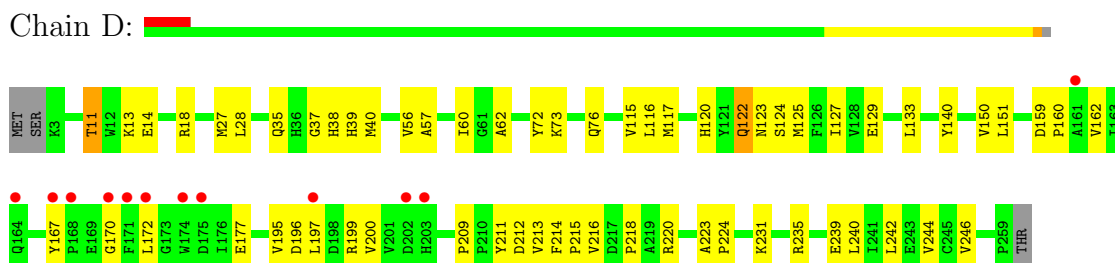 Chain D:
MET SER K3 T11 W12 K13 E14 R18 M27 L28 Q35 H36 G37 H38 H39 M40 V56 A57 I60 G61 A62 Y72 K73 Q76 V115 L116 M117 H120 Y121 Q122 N123 S124 M125 F126 I127 V128 E129 L133 Y140 V150 L151 D159 P160 A161 V162 I163
Q164 Y167 P168 E169 G170 F171 L172 G173 W174 D175 I176 E177 V195 D196 L197 D198 R199 V200 V201 D202 H203 P209 P210 Y211 D212 V213 F214 P215 V216 D217 P218 A219 R220 A223 P224 K231 R235 E239 L240 I241 L242 E243 V244 C245 V246 P259 THR